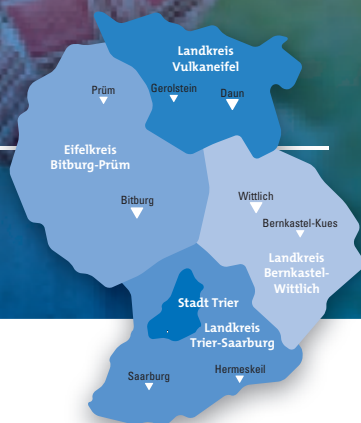 Landkreis
Vulkaneifel
Prüm
Gerolstein
Daun
Eifelkreis
Bitburg-Prüm
Bitburg
Wittlich
Bernkastel-Kues
Landkreis
Bernkastel-
Wittlich
Stadt Trier
Landkreis
Trier-Saarburg
Saarburg
Hermeskeil